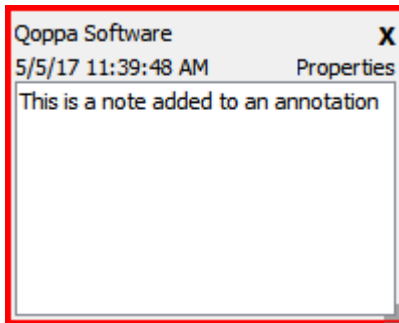 Qoppa Software X
5/5/17 11:39:48 AM Properties
This is a note added to an annotation